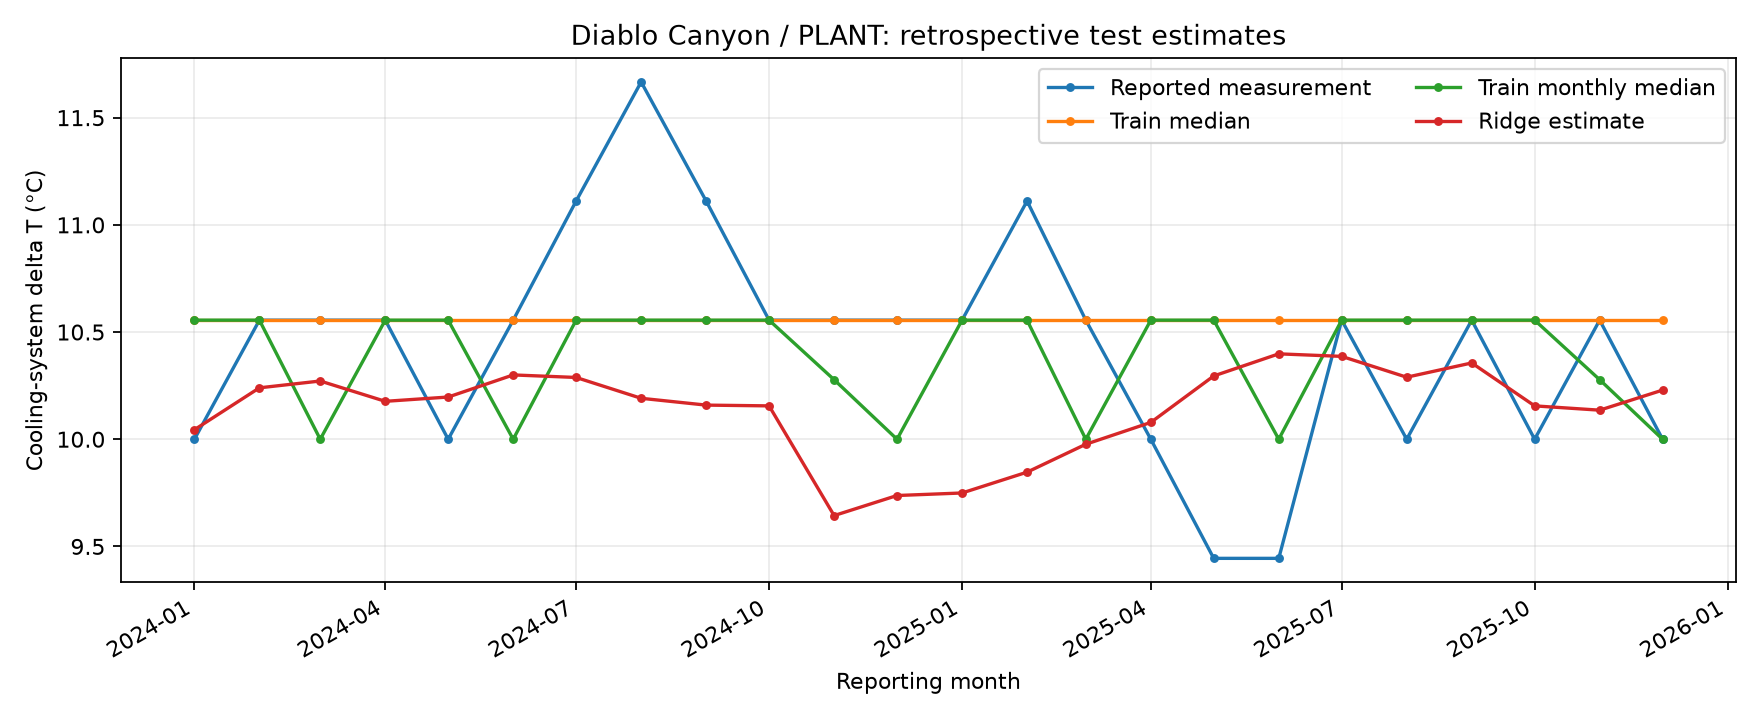 Diablo Canyon / PLANT: retrospective test estimates
Reported measurement
Train median
Train monthly median
Ridge estimate
Cooling-system delta T (°C)
11.5
11.0
10.5
10.0
9.5
2024-01
2024-04
2024-07
2024-10
2025-01
2025-04
2025-07
2025-10
2026-01
Reporting month